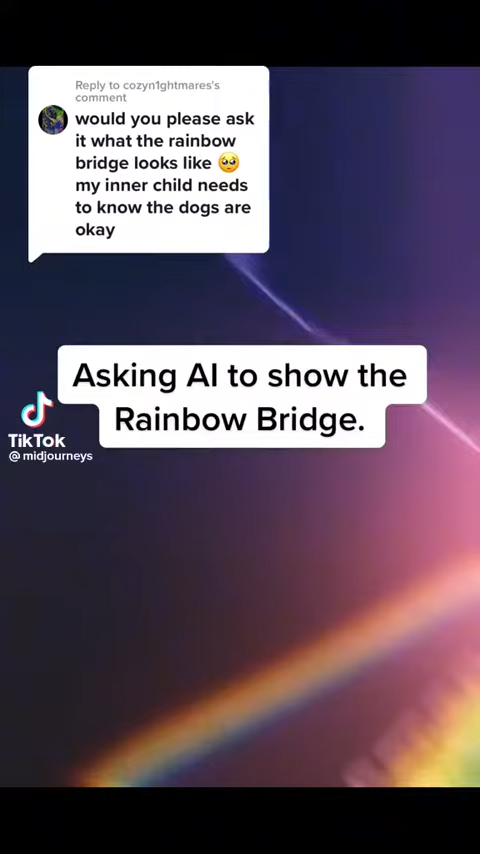 Reply to cozyn1ghtmares's
comment
would you please ask
it what the rainbow
bridge looks like 🥹
my inner child needs
to know the dogs are
okay
Asking AI to show the
Rainbow Bridge.
TikTok
@midjourneys